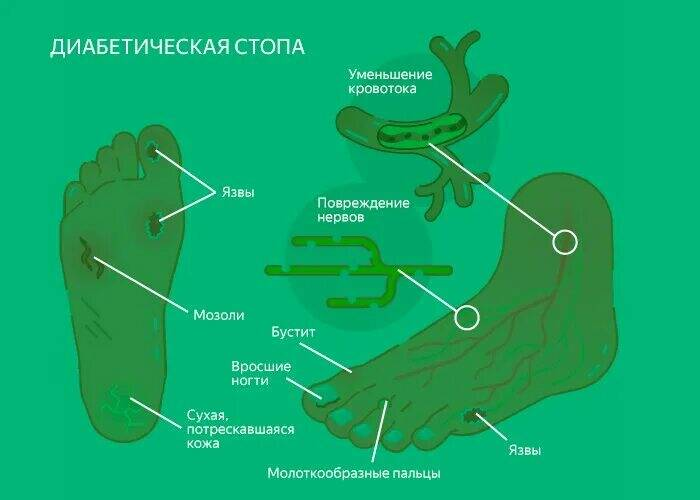 ДИАБЕТИЧЕСКАЯ СТОПА
Уменьшение
кровотока
Язвы
Повреждение
нервов
Мозоли
Бустит
Вросшие
ногти
Сухая,
потрескавшаяся
кожа
Язвы
Молоткообразные пальцы